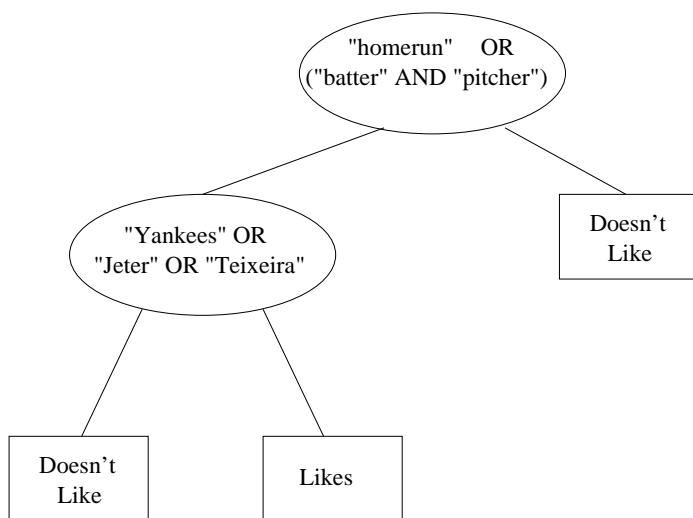 "homerun" OR
("batter" AND "pitcher")
"Yankees" OR
"Jeter" OR "Teixeira"
Doesn't
Like
Doesn't
Like
Likes